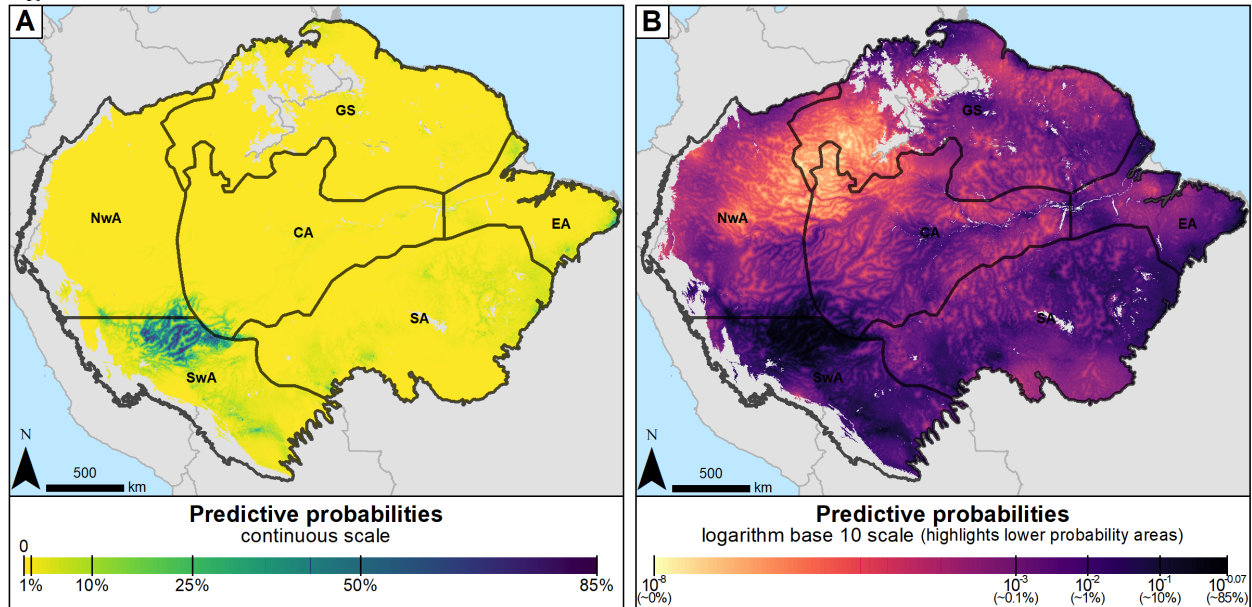 A
GS
NwA
CA
EA
SA
SwA
N
500
km
Predictive probabilities
continuous scale
0
1% 10% 25% 50% 85%
B
GS
NwA
CA
EA
SA
SwA
N
500
km
Predictive probabilities
logarithm base 10 scale (highlights lower probability areas)
10^-8 10^-3 10^-2 10^-1 10^-0.07
(~0%) (~0.1%) (~1%) (~10%) (~85%)